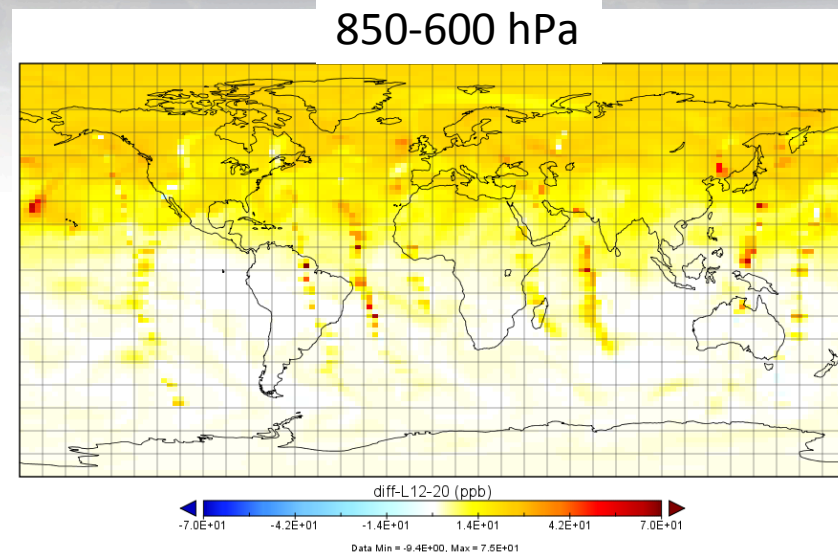 850-600 hPa
diff-L12-20 (ppb)
-7.0E+01 -4.2E+01 -1.4E+01 1.4E+01 4.2E+01 7.0E+01
Data Min = -9.4E+00, Max = 7.5E+01